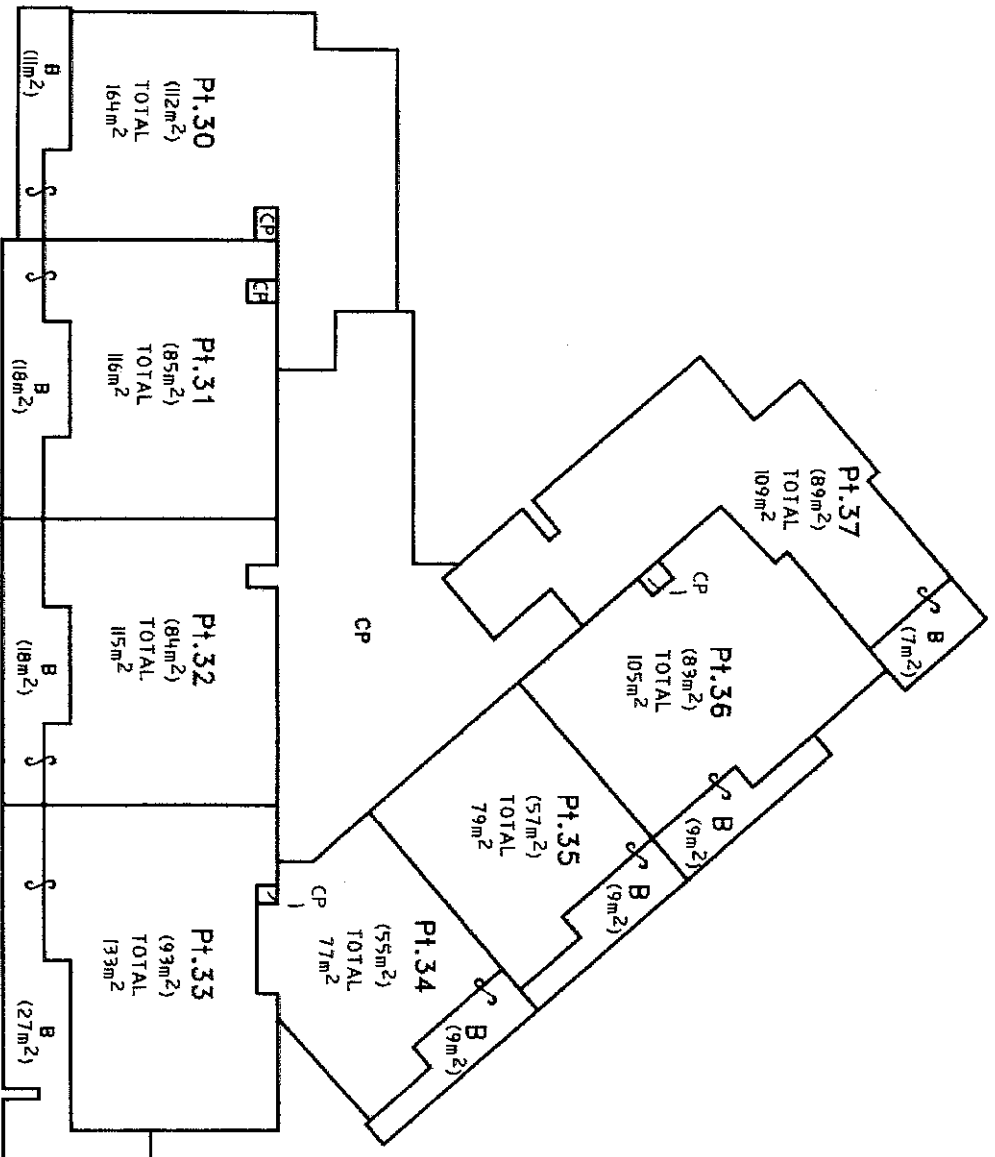 Pt.30
(112m²)
TOTAL
164m²
B
(11m²)
CP
CP
Pt.31
(85m²)
TOTAL
116m²
B
(18m²)
Pt.32
(84m²)
TOTAL
115m²
B
(18m²)
Pt.33
(93m²)
TOTAL
133m²
B
(27m²)
CP
CP
Pt.34
(55m²)
TOTAL
77m²
B
(9m²)
Pt.35
(57m²)
TOTAL
79m²
B
(9m²)
Pt.36
(83m²)
TOTAL
105m²
B
(9m²)
CP
Pt.37
(89m²)
TOTAL
109m²
B
(7m²)